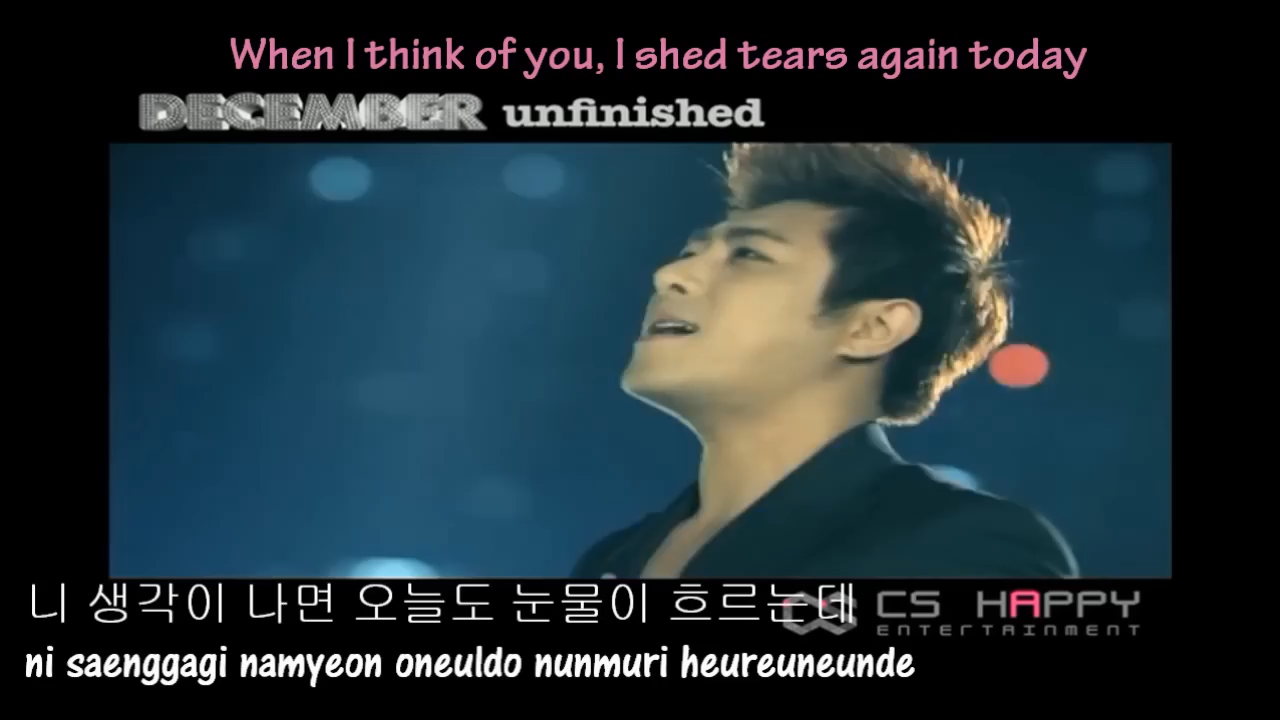 When I think of you, I shed tears again today
DECEMBER unfinished
니 생각이 나면 오늘도 눈물이 흐르는데
CS HAPPY
ENTERTAINMENT
ni saenggagi namyeon oneuldo nunmuri heureuneunde